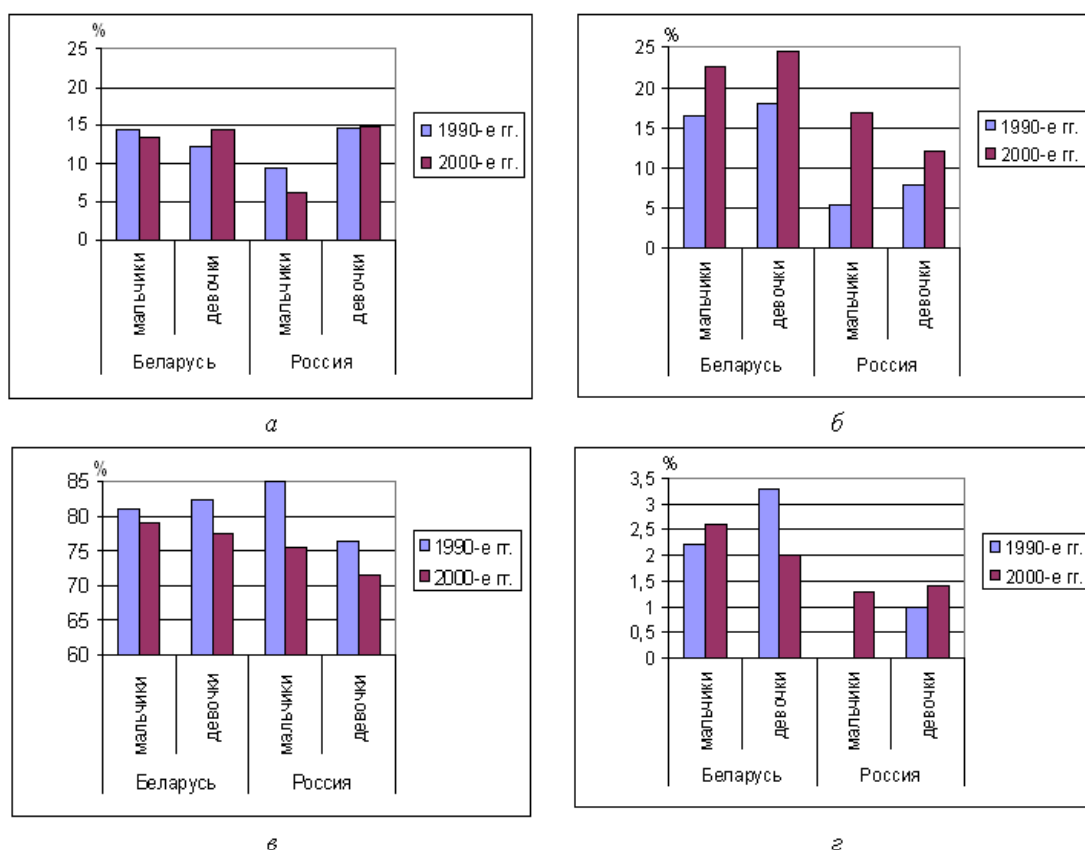 %
25
20
15
10
5
0
мальчики
девочки
мальчики
девочки
Беларусь
Россия
1990-е гг.
2000-е гг.
а
%
25
20
15
10
5
0
мальчики
девочки
мальчики
девочки
Беларусь
Россия
1990-е гг.
2000-е гг.
б
%
85
80
75
70
65
60
мальчики
девочки
мальчики
девочки
Беларусь
Россия
1990-е гг.
2000-е гг.
в
%
3,5
3
2,5
2
1,5
1
0,5
0
мальчики
девочки
мальчики
девочки
Беларусь
Россия
1990-е гг.
2000-е гг.
г